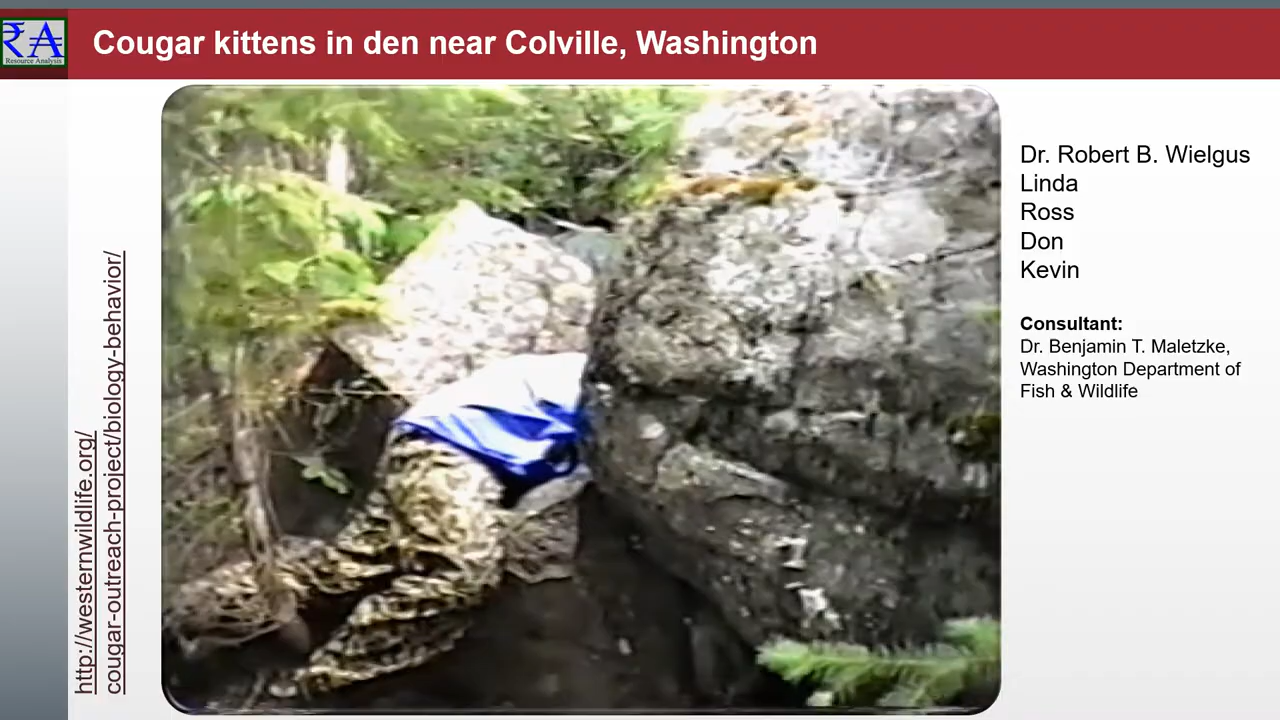 RA
Resource Analysis
Cougar kittens in den near Colville, Washington
http://westernwildlife.org/
cougar-outreach-project/biology-behavior/
Dr. Robert B. Wielgus
Linda
Ross
Don
Kevin
Consultant:
Dr. Benjamin T. Maletzke,
Washington Department of
Fish & Wildlife